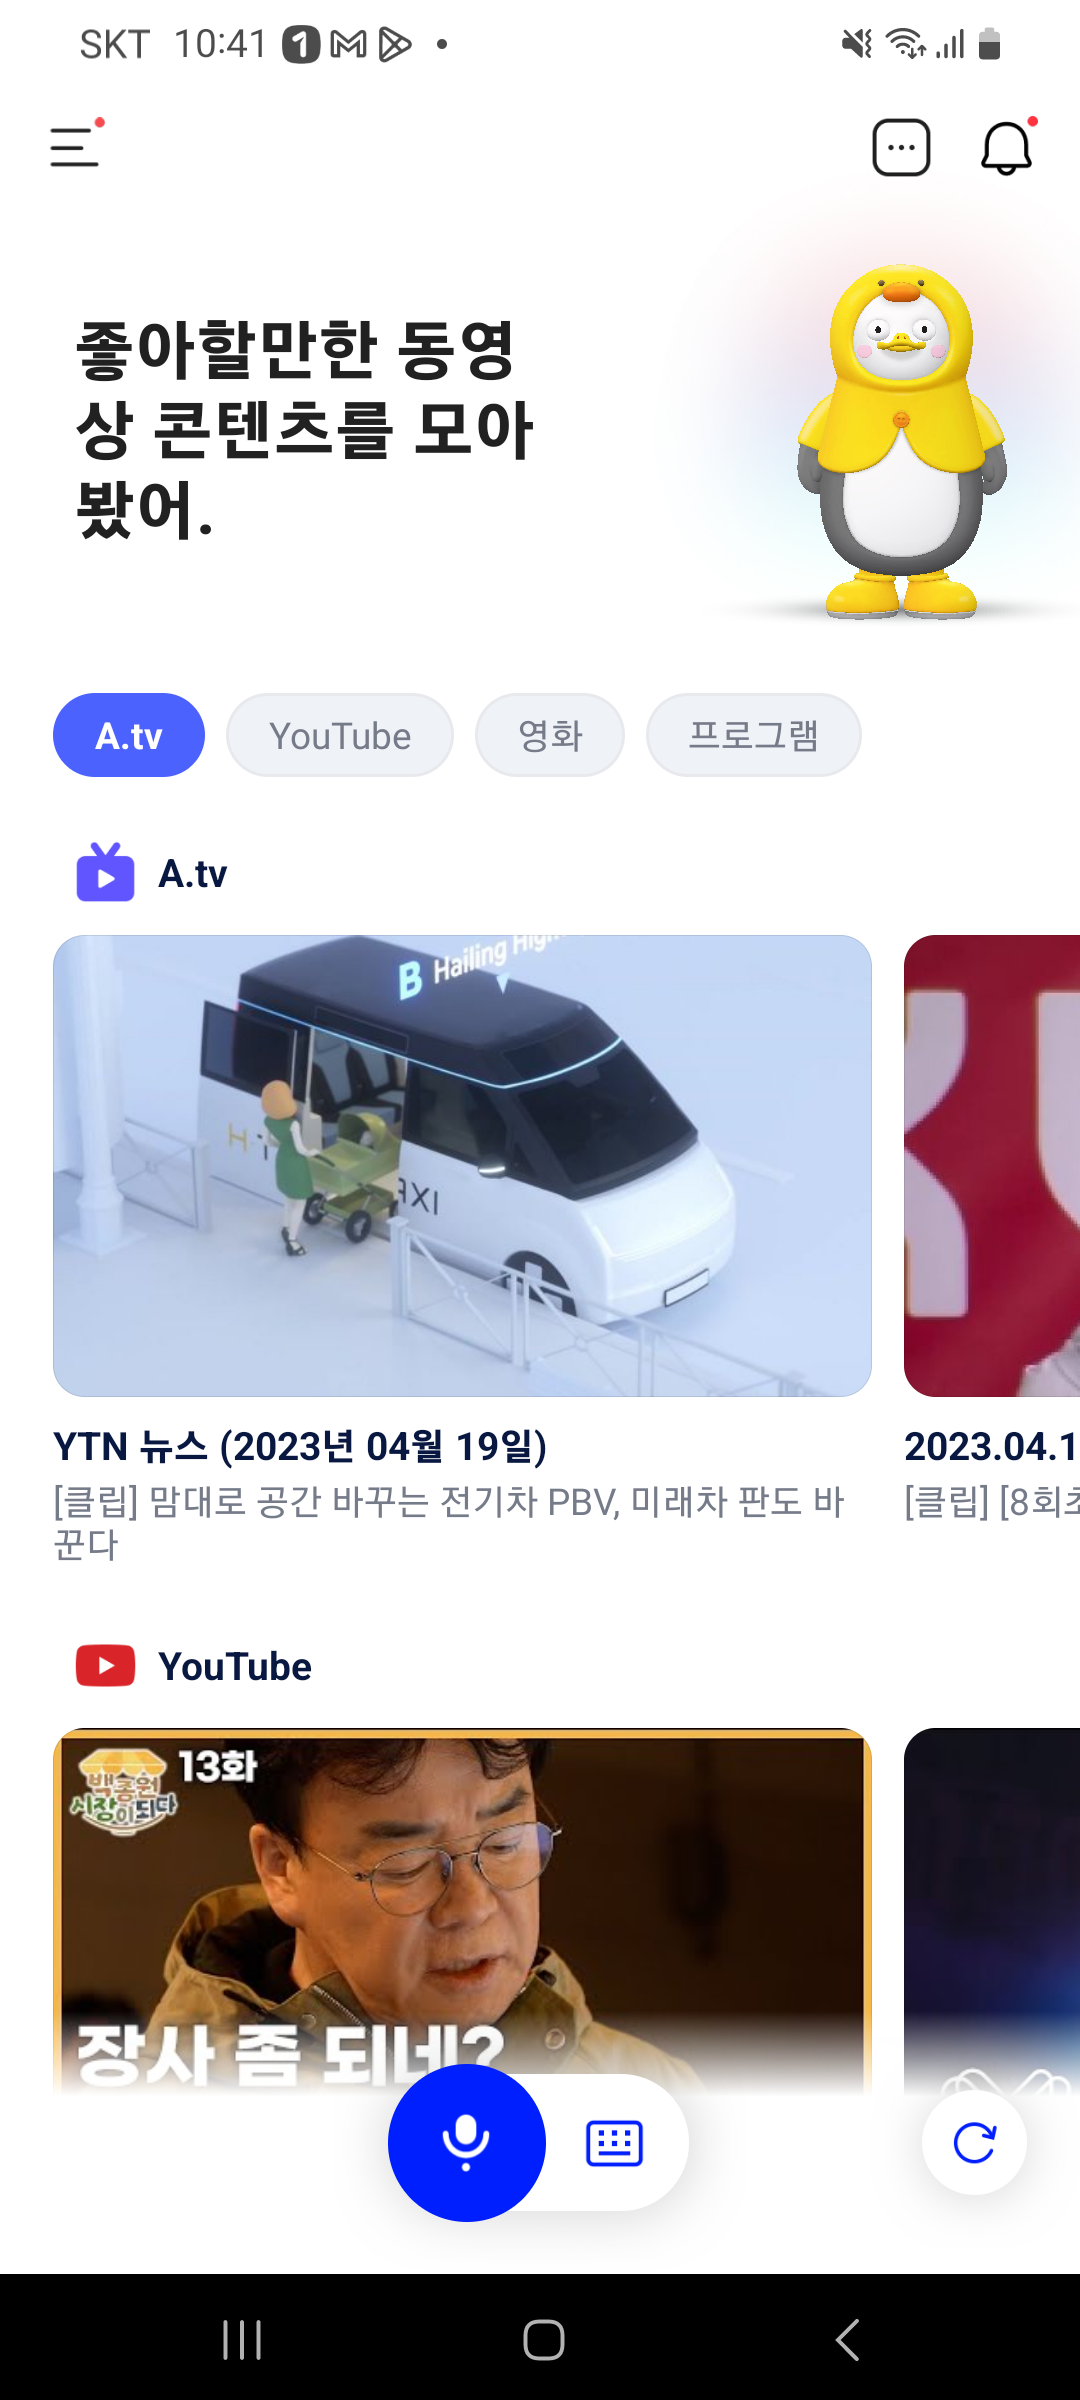 SKT 10:41 1
좋아할만한 동영
상 콘텐츠를 모아
봤어.
A.tv YouTube 영화 프로그램
A.tv
B Hailing High
H-1
AXI
YTN 뉴스 (2023년 04월 19일)
[클립] 맘대로 공간 바꾸는 전기차 PBV, 미래차 판도 바
꾼다
2023.04.1
[클립] [8회초
YouTube
백종원
시장이되다
13화
장사 좀 되네?